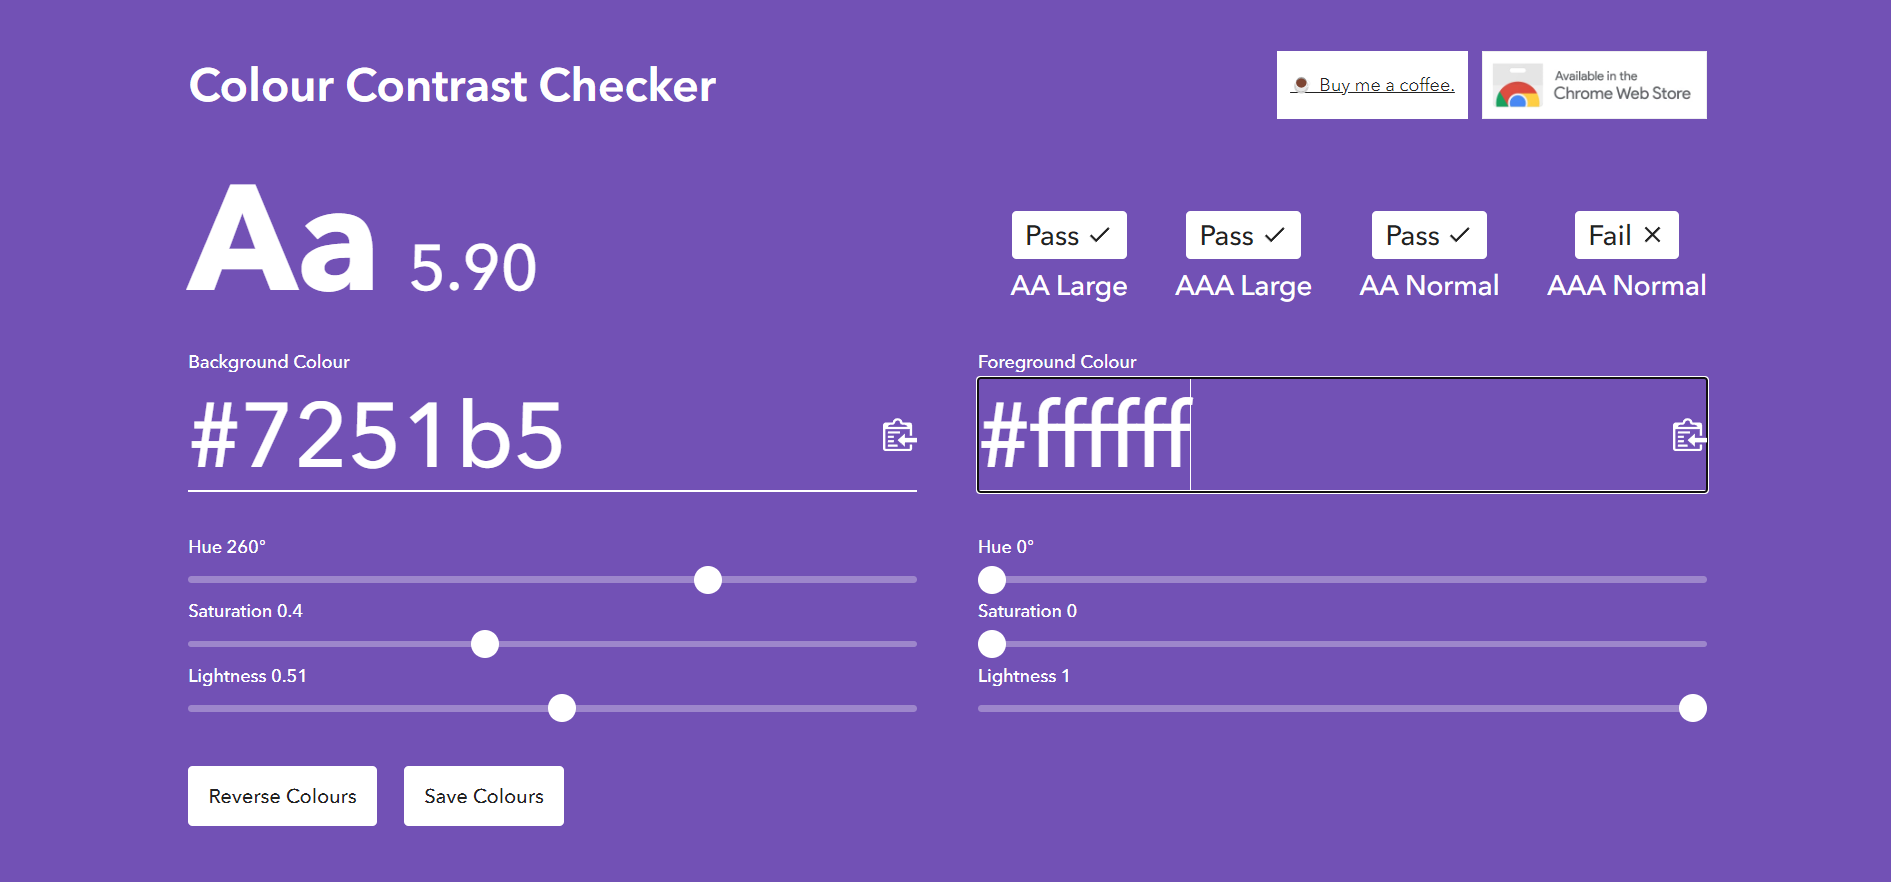 Colour Contrast Checker
Buy me a coffee.
Available in the
Chrome Web Store
Aa 5.90
Pass
AA Large
Pass
AAA Large
Pass
AA Normal
Fail
AAA Normal
Background Colour
#7251b5
Foreground Colour
#ffffff
Hue 260°
Saturation 0.4
Lightness 0.51
Hue 0°
Saturation 0
Lightness 1
Reverse Colours
Save Colours